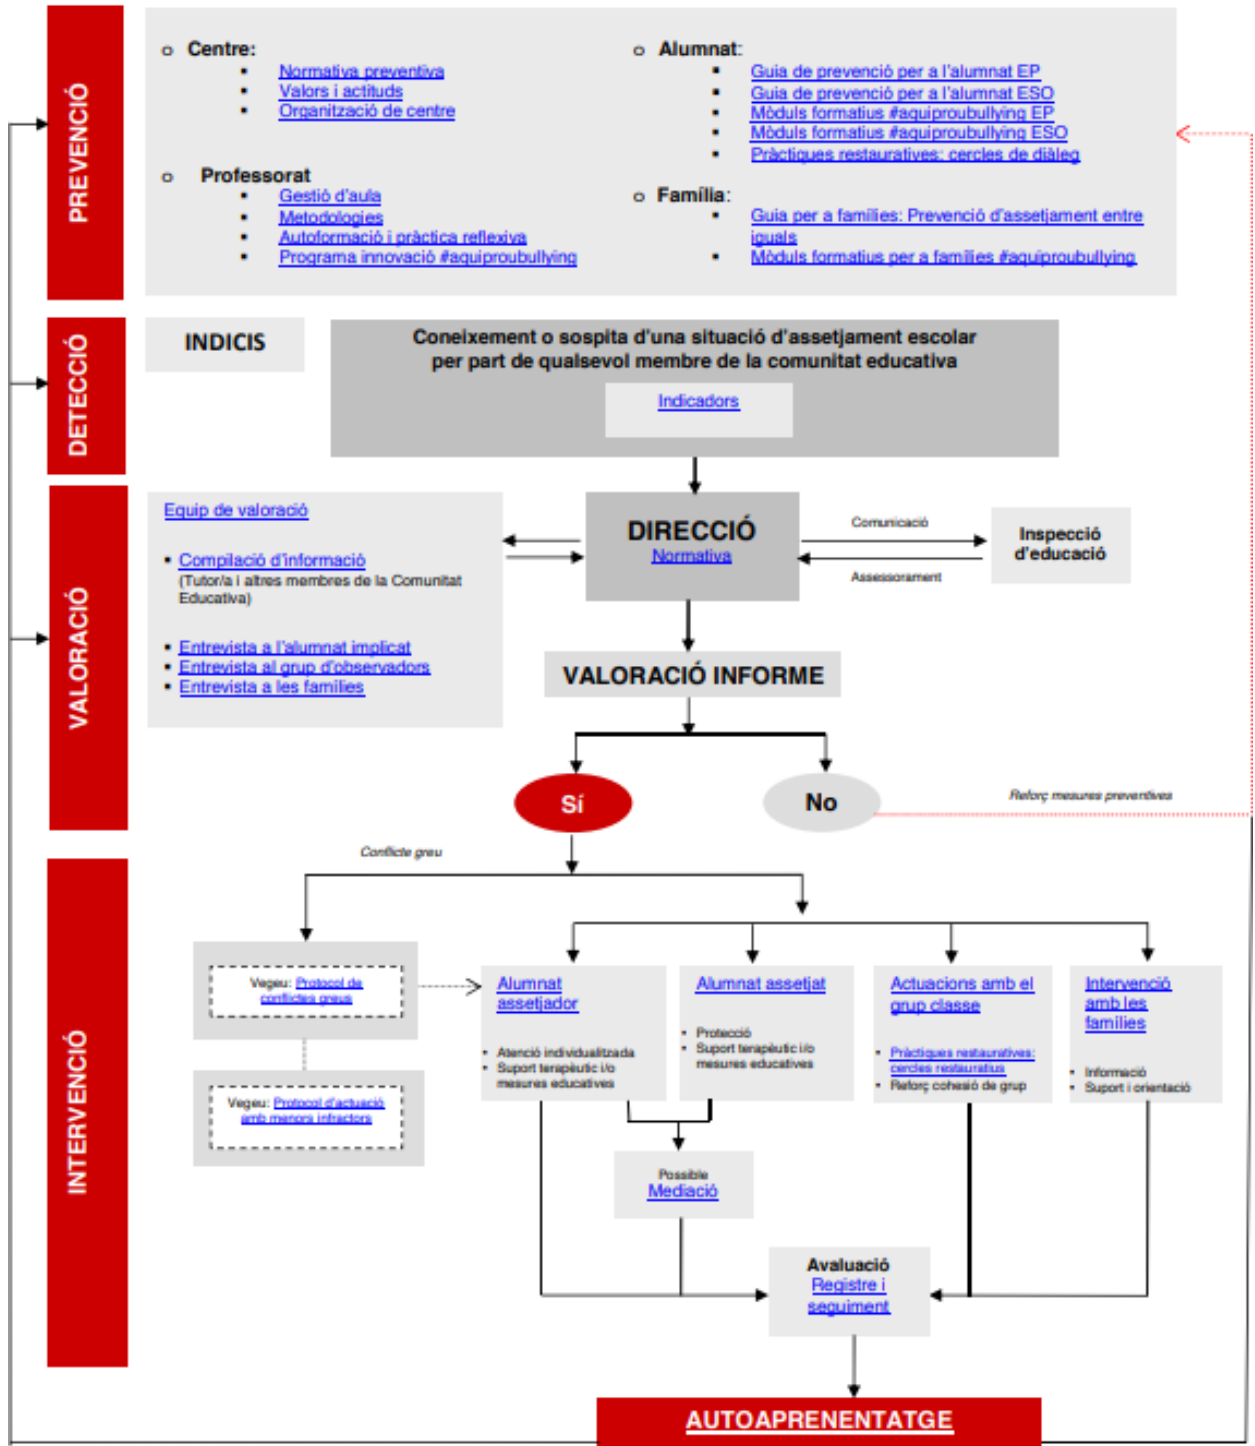 PREVENCIÓ
o Centre:
▪ Normativa preventiva
▪ Valors i actituds
▪ Organització de centre
o Professorat
▪ Gestió d'aula
▪ Metodologies
▪ Autoformació i pràctica reflexiva
▪ Programa innovació #aquiproubullying
o Alumnat:
▪ Guia de prevenció per a l'alumnat EP
▪ Guia de prevenció per a l'alumnat ESO
▪ Mòduls formatius #aquiproubullying EP
▪ Mòduls formatius #aquiproubullying ESO
▪ Pràctiques restauratives: cercles de diàleg
o Família:
▪ Guia per a famílies: Prevenció d'assetjament entre
iguals
▪ Mòduls formatius per a famílies #aquiproubullying
DETECCIÓ
INDICIS
Coneixement o sospita d'una situació d'assetjament escolar
per part de qualsevol membre de la comunitat educativa
Indicadors
VALORACIÓ
Equip de valoració
▪ Compilació d'informació
(Tutor/a i altres membres de la Comunitat
Educativa)
▪ Entrevista a l'alumnat implicat
▪ Entrevista al grup d'observadors
▪ Entrevista a les famílies
DIRECCIÓ
Normativa
Comunicació
Assessorament
Inspecció
d'educació
VALORACIÓ INFORME
Sí
No
Reforç mesures preventives
INTERVENCIÓ
Conflicte greu
Vegeu: Protocol de
conflictes greus
Vegeu: Protocol d'actuació
amb menors infractors
Alumnat
assetjador
▪ Atenció individualitzada
▪ Suport terapèutic i/o
mesures educatives
Alumnat assetjat
▪ Protecció
▪ Suport terapèutic i/o
mesures educatives
Actuacions amb el
grup classe
▪ Pràctiques restauratives:
cercles restauratius
▪ Reforç cohesió de grup
Intervenció
amb les
famílies
▪ Informació
▪ Suport i orientació
Possible
Mediació
Avaluació
Registre i
seguiment
AUTOAPRENENTATGE